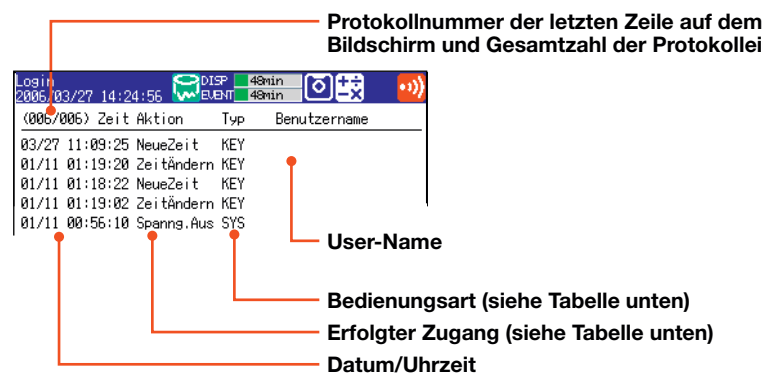 Protokollnummer der letzten Zeile auf dem
Bildschirm und Gesamtzahl der Protokollei
Login DISP 48min
2006/03/27 14:24:56 EVENT 48min
(006/006) Zeit Aktion Typ Benutzername
03/27 11:09:25 NeueZeit KEY
01/11 01:19:20 ZeitÄndern KEY
01/11 01:18:22 NeueZeit KEY
01/11 01:19:02 ZeitÄndern KEY
01/11 00:56:10 Spanng.Aus SYS
User-Name
Bedienungsart (siehe Tabelle unten)
Erfolgter Zugang (siehe Tabelle unten)
Datum/Uhrzeit